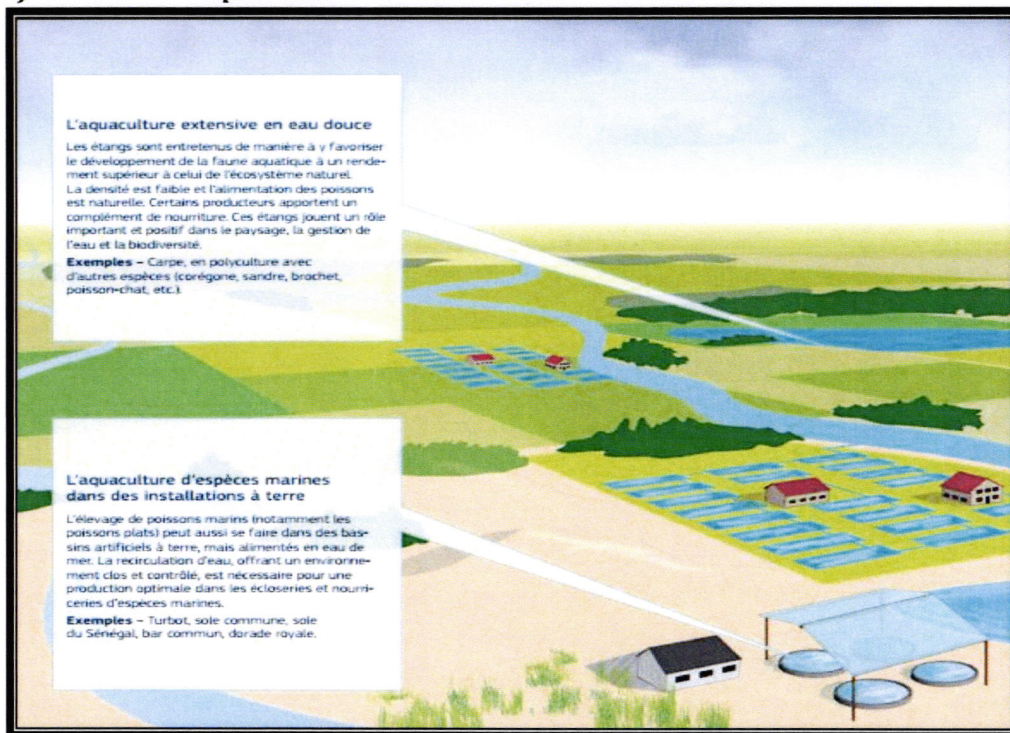 L'aquaculture extensive en eau douce
Les étangs sont entretenus de manière à y favoriser
le développement de la faune aquatique à un rende-
ment supérieur à celui de l'écosystème naturel.
La densité est faible et l'alimentation des poissons
est naturelle. Certains producteurs apportent un
complément de nourriture. Ces étangs jouent un rôle
important et positif dans le paysage, la gestion de
l'eau et la biodiversité.
Exemples – Carpe, en polyculture avec
d'autres espèces (corégone, sandre, brochet,
poisson-chat, etc.).
L'aquaculture d'espèces marines
dans des installations à terre
L'élevage de poissons marins (notamment les
poissons plats) peut aussi se faire dans des bas-
sins artificiels à terre, mais alimentés en eau de
mer. La recirculation d'eau, offrant un environne-
ment clos et contrôlé, est nécessaire pour une
production optimale dans les écloseries et nourri-
ceries d'espèces marines.
Exemples – Turbot, sole commune, sole
du Sénégal, bar commun, dorade royale.